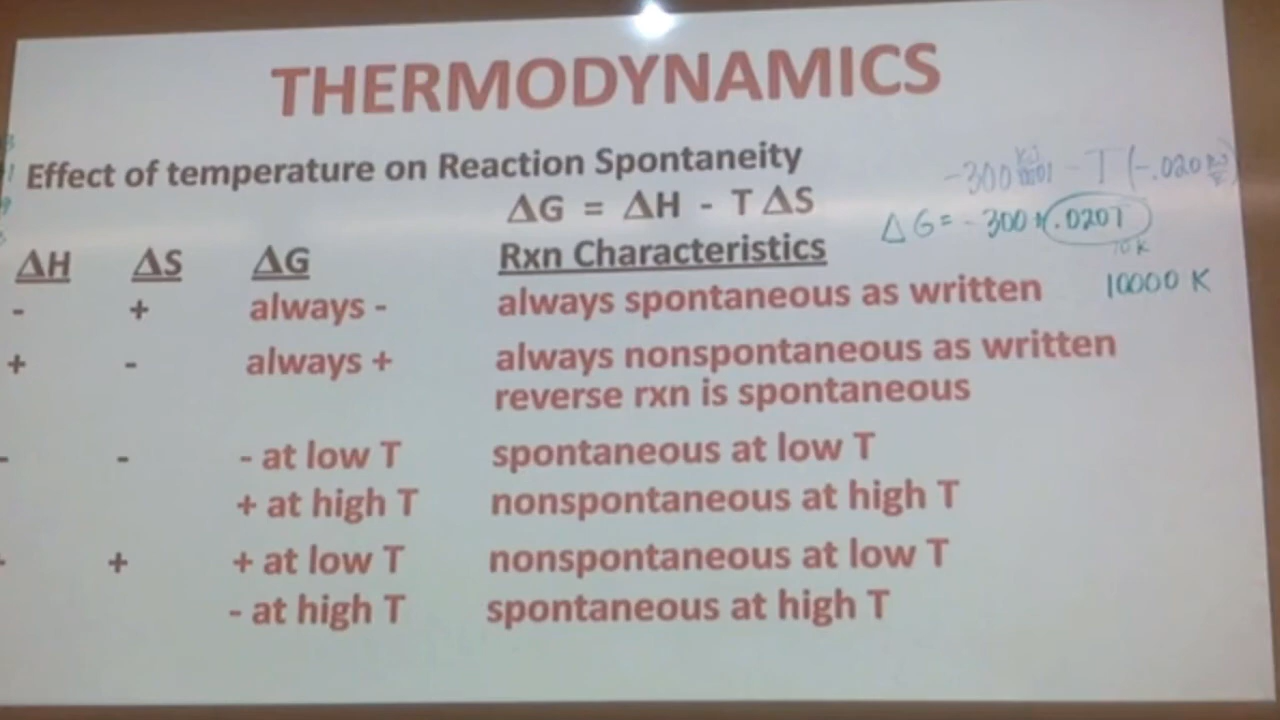 THERMODYNAMICS
Effect of temperature on Reaction Spontaneity
-300 - T (-.020
ΔG = ΔH - T ΔS
ΔG = -300 + .020T
ΔH ΔS ΔG Rxn Characteristics
10000 K
- + always - always spontaneous as written
+ - always + always nonspontaneous as written
reverse rxn is spontaneous
- - - at low T spontaneous at low T
+ at high T nonspontaneous at high T
+ + at low T nonspontaneous at low T
- at high T spontaneous at high T